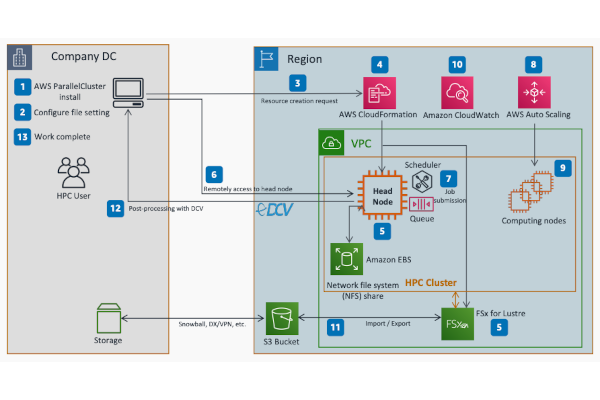 Company DC
Region
1
AWS ParallelCluster
install
2
Configure file setting
13
Work complete
HPC User
3
Resource creation request
4
AWS CloudFormation
10
Amazon CloudWatch
8
AWS Auto Scaling
VPC
6
Remotely access to head node
12
Post-processing with DCV
DCV
Head
Node
5
Scheduler
7
Job
submission
Queue
9
Computing nodes
Amazon EBS
Network file system
(NFS) share
HPC Cluster
Storage
Snowball, DX/VPN, etc.
S3 Bucket
11
Import / Export
FSx
FSx for Lustre
5